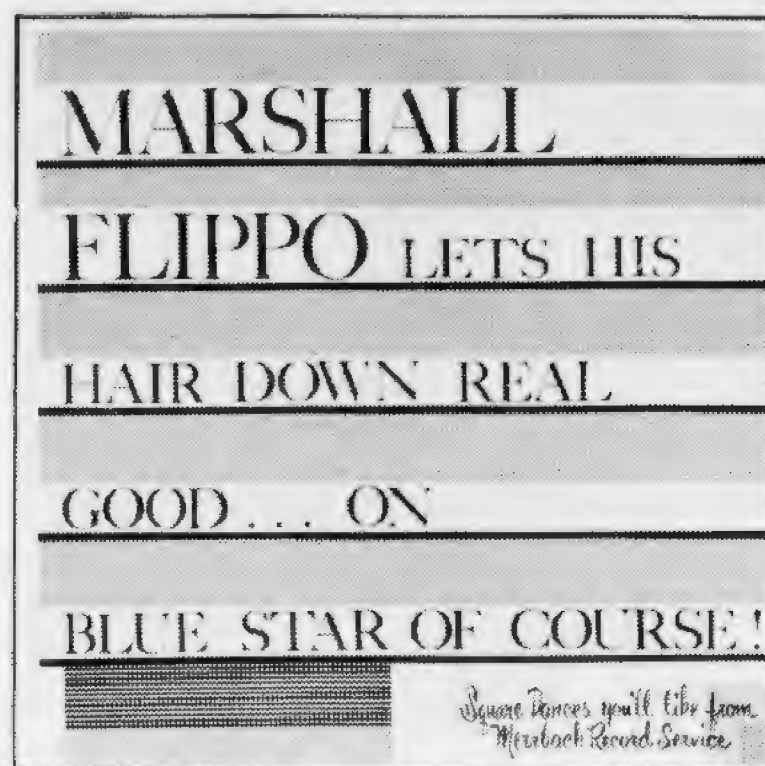 MARSHALL
FLIPPO LETS HIS
HAIR DOWN REAL
GOOD... ON
BLUE STAR OF COURSE!
Square Dances you'll like from
Merrbach Record Service